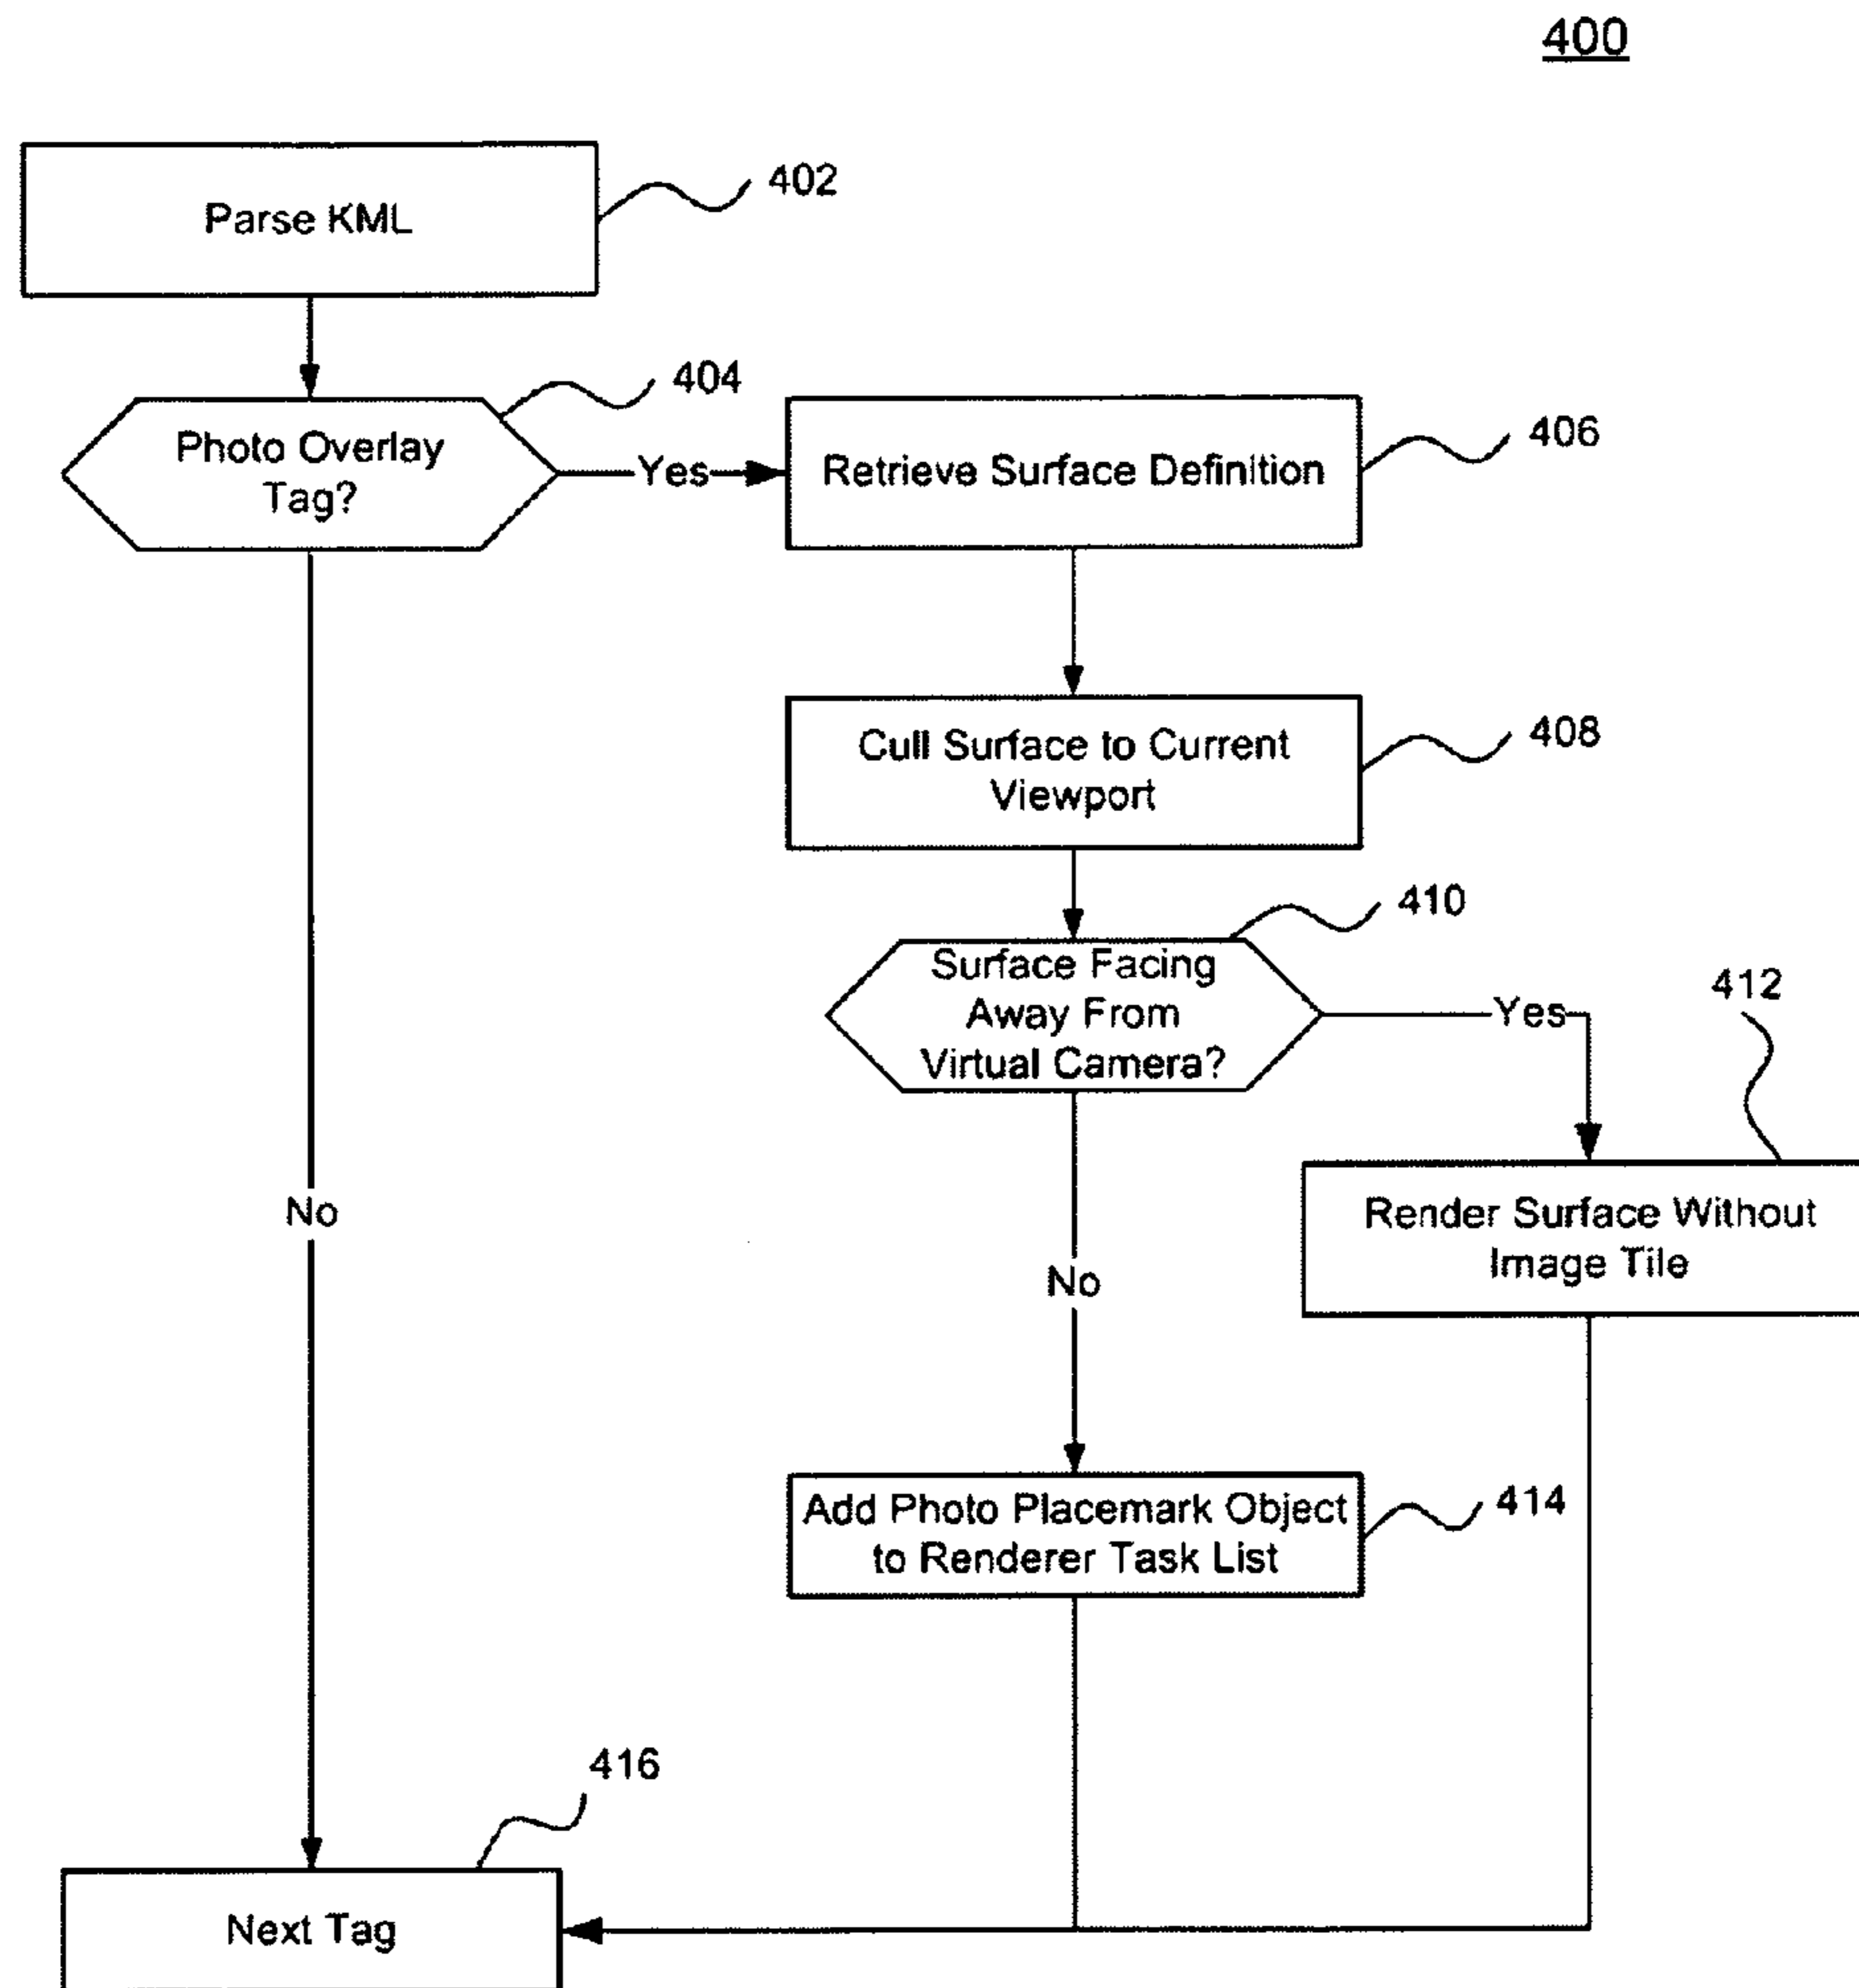 400
Parse KML
402
Photo Overlay
Tag?
404
Yes
Retrieve Surface Definition
406
Cull Surface to Current
Viewport
408
Surface Facing
Away From
Virtual Camera?
410
Yes
412
No
Render Surface Without
Image Tile
No
Add Photo Placemark Object
to Renderer Task List
414
416
Next Tag